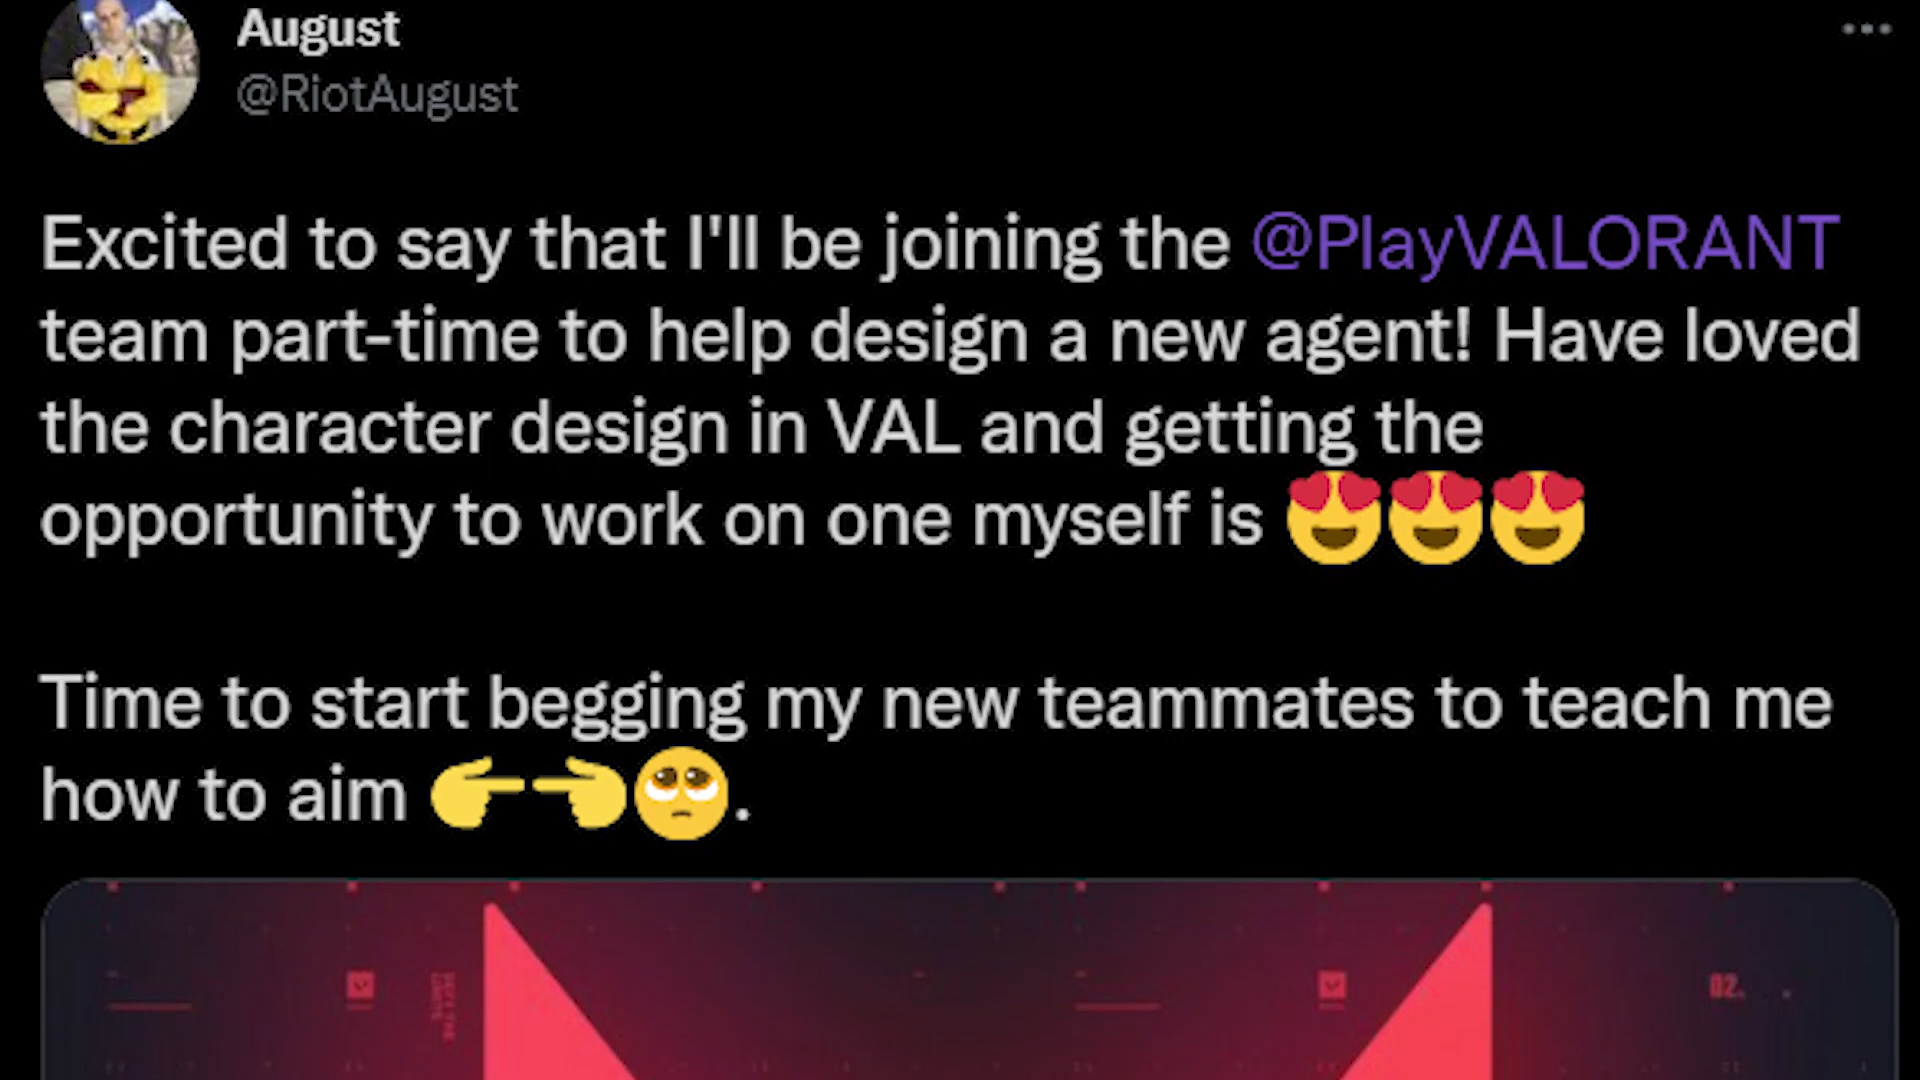 August
@RiotAugust
Excited to say that I'll be joining the @PlayVALORANT
team part-time to help design a new agent! Have loved
the character design in VAL and getting the
opportunity to work on one myself is 😍😍😍
Time to start begging my new teammates to teach me
how to aim 👉👈🥺.
02.